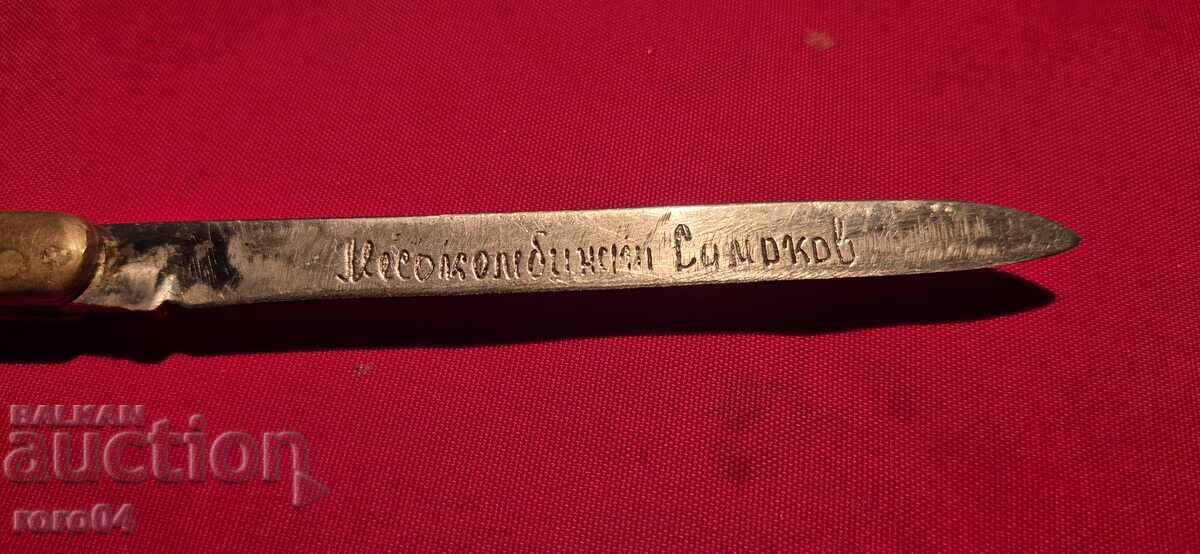 Месокомбинат Самоков
BALKAN
auction
roro04